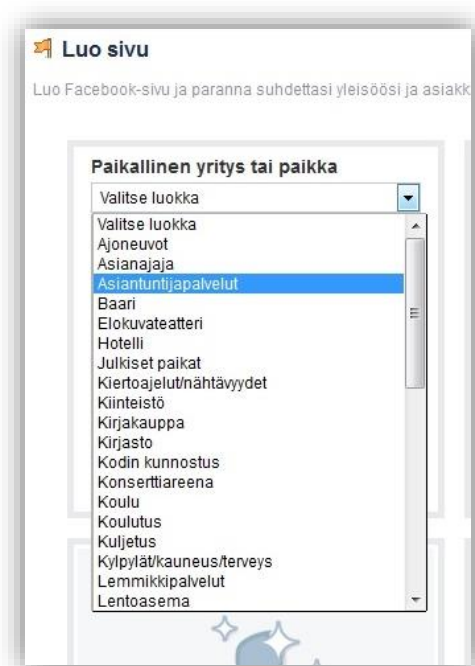 Luo sivu
Luo Facebook-sivu ja paranna suhdettasi yleisöösi ja asiakk
Paikallinen yritys tai paikka
Valitse luokka
Valitse luokka
Ajoneuvot
Asianajaja
Asiantuntijapalvelut
Baari
Elokuvateatteri
Hotelli
Julkiset paikat
Kiertoajelut/nähtävyydet
Kiinteistö
Kirjakauppa
Kirjasto
Kodin kunnostus
Konserttiareena
Koulu
Koulutus
Kuljetus
Kylpylät/kauneus/terveys
Lemmikkipalvelut
Lentoasema